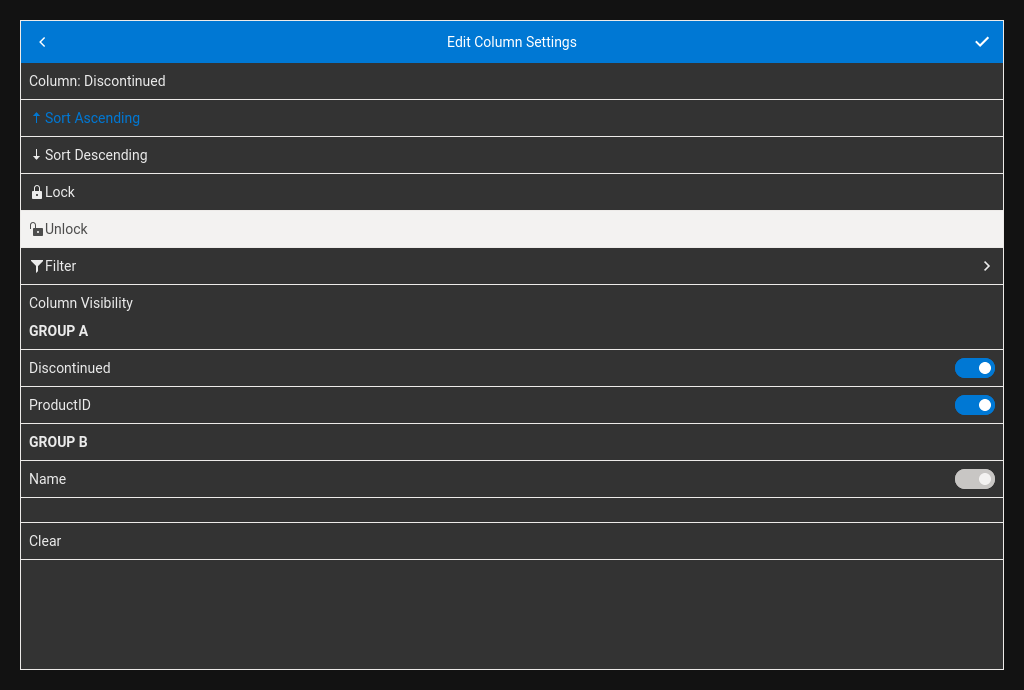 Edit Column Settings
Column: Discontinued
Sort Ascending
Sort Descending
Lock
Unlock
Filter
Column Visibility
GROUP A
Discontinued
ProductID
GROUP B
Name
Clear